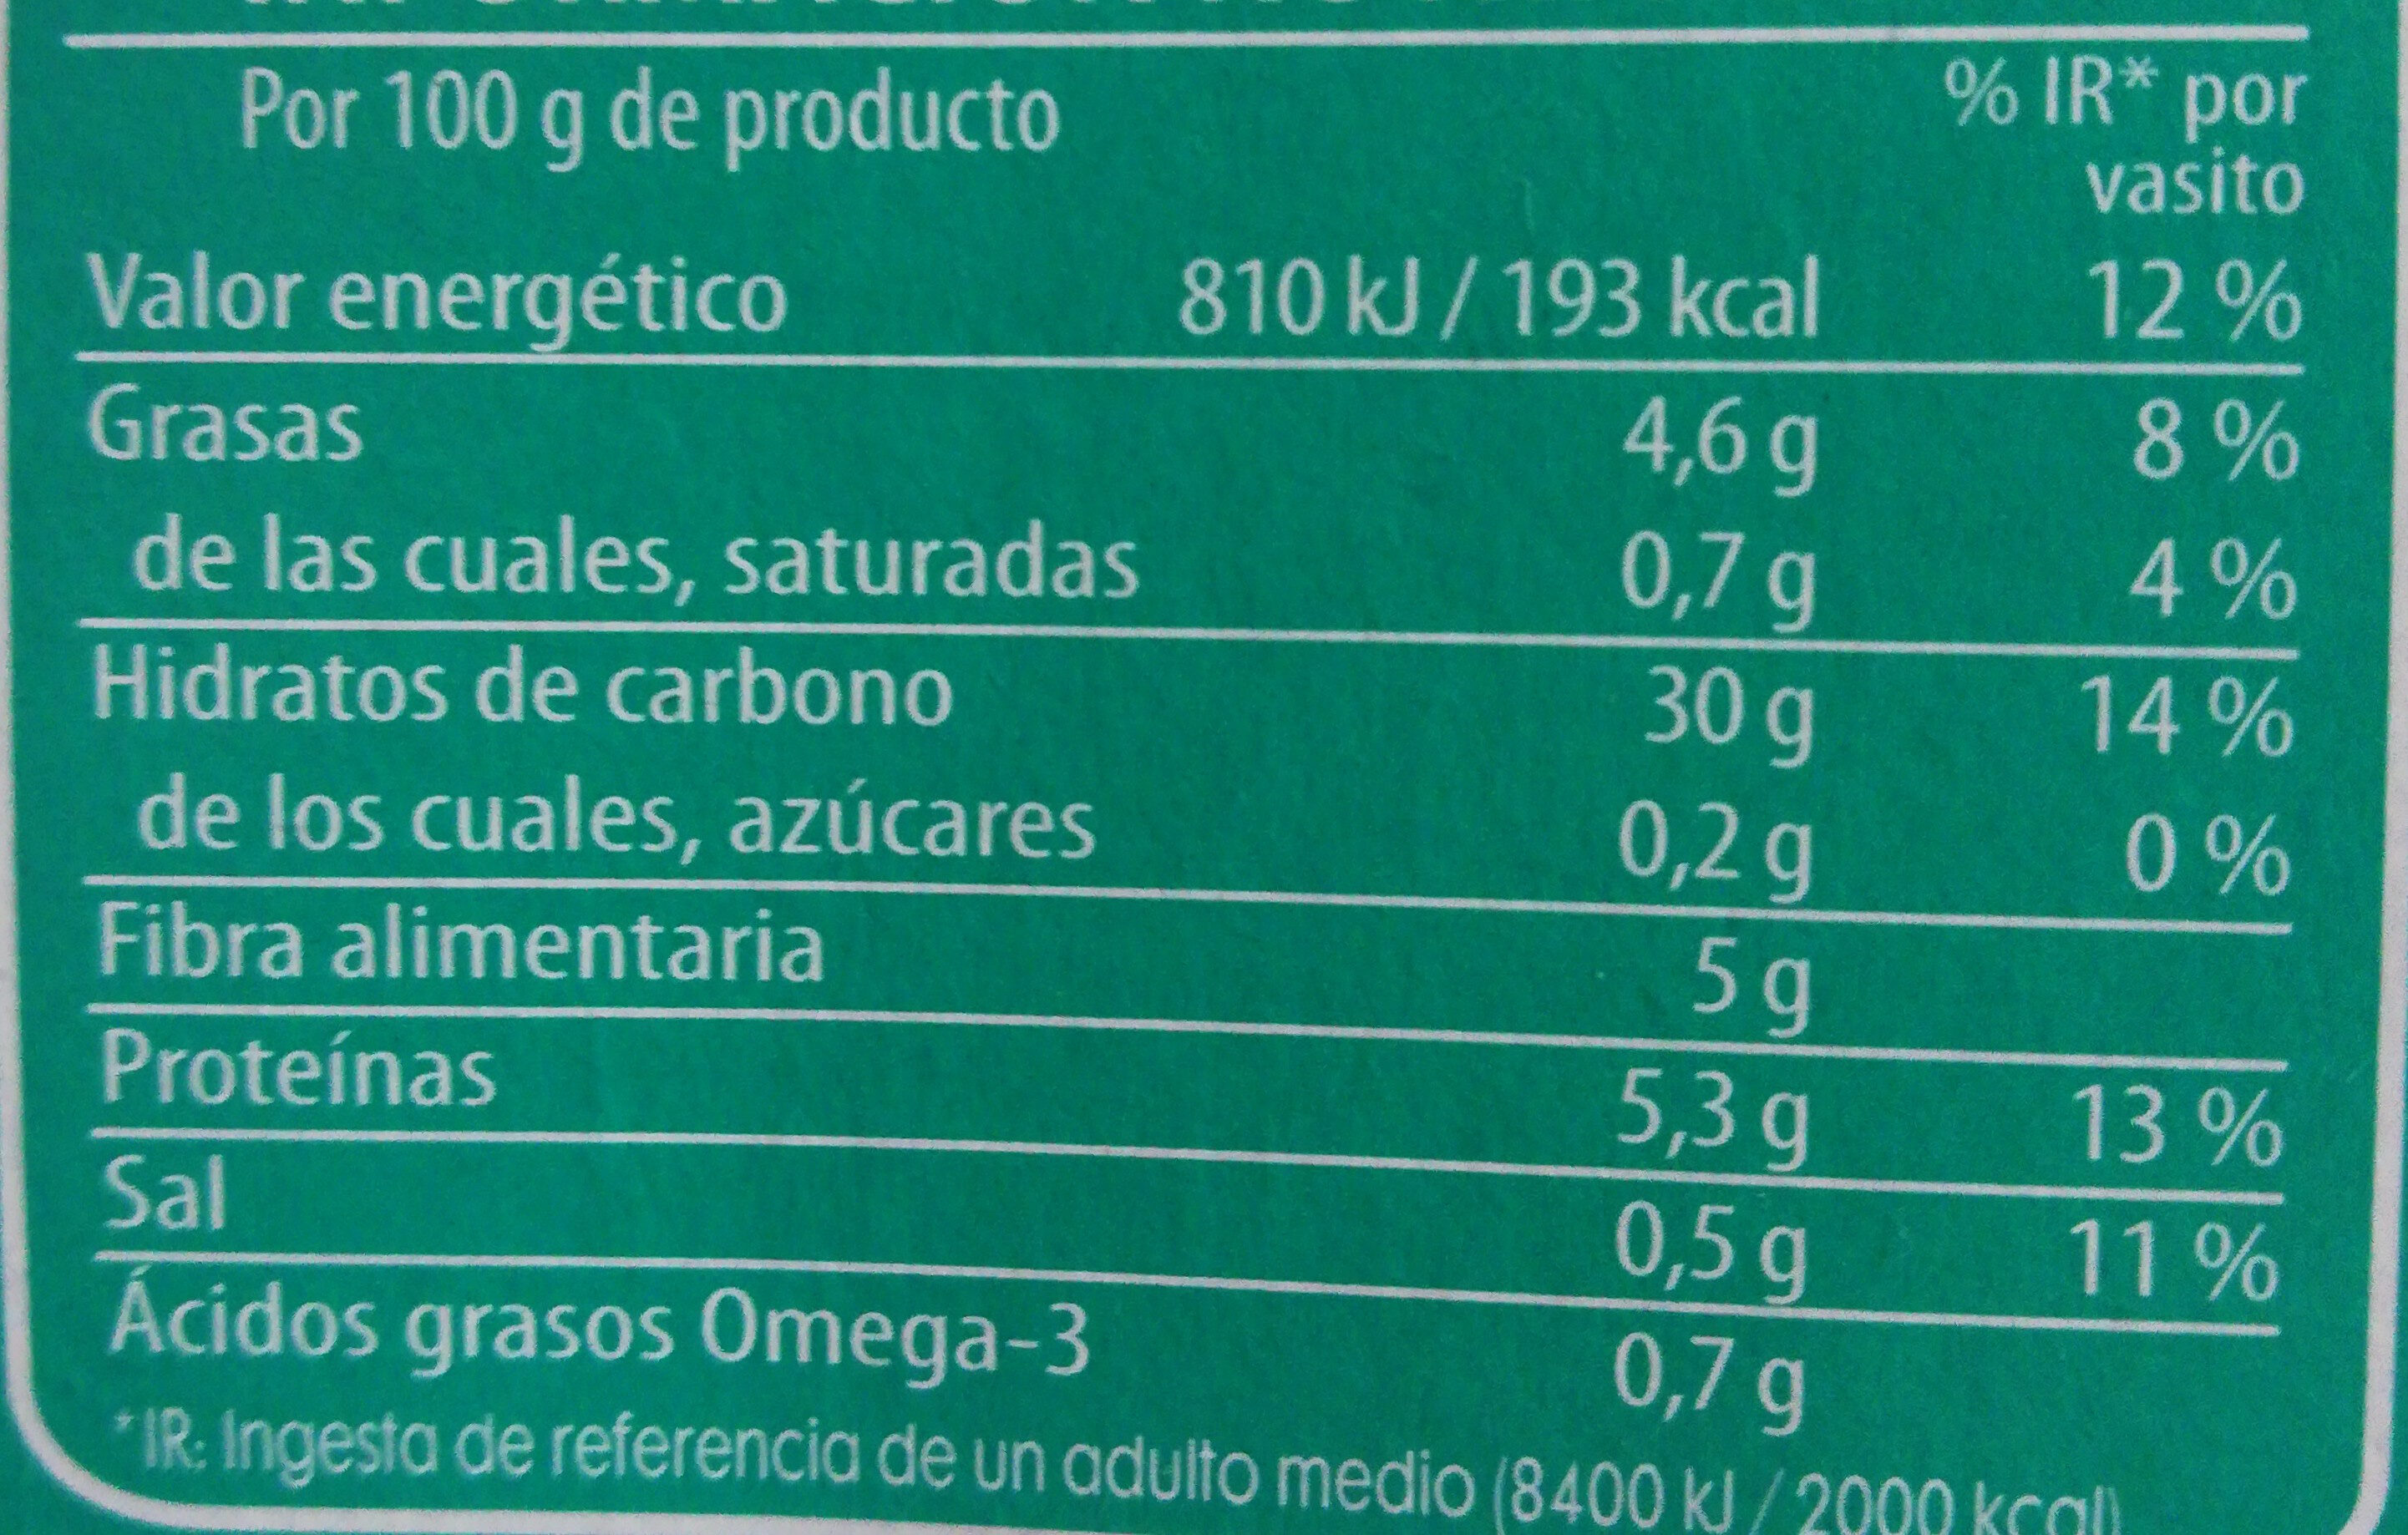 Por 100 g de producto % IR* por
vasito
Valor energético 810 kJ / 193 kcal 12 %
Grasas 4,6 g 8 %
de las cuales, saturadas 0,7 g 4 %
Hidratos de carbono 30 g 14 %
de los cuales, azúcares 0,2 g 0 %
Fibra alimentaria 5 g
Proteínas 5,3 g 13 %
Sal 0,5 g 11 %
Ácidos grasos Omega-3 0,7 g
*IR: Ingesta de referencia de un adulto medio (8400 kJ / 2000 kcal)